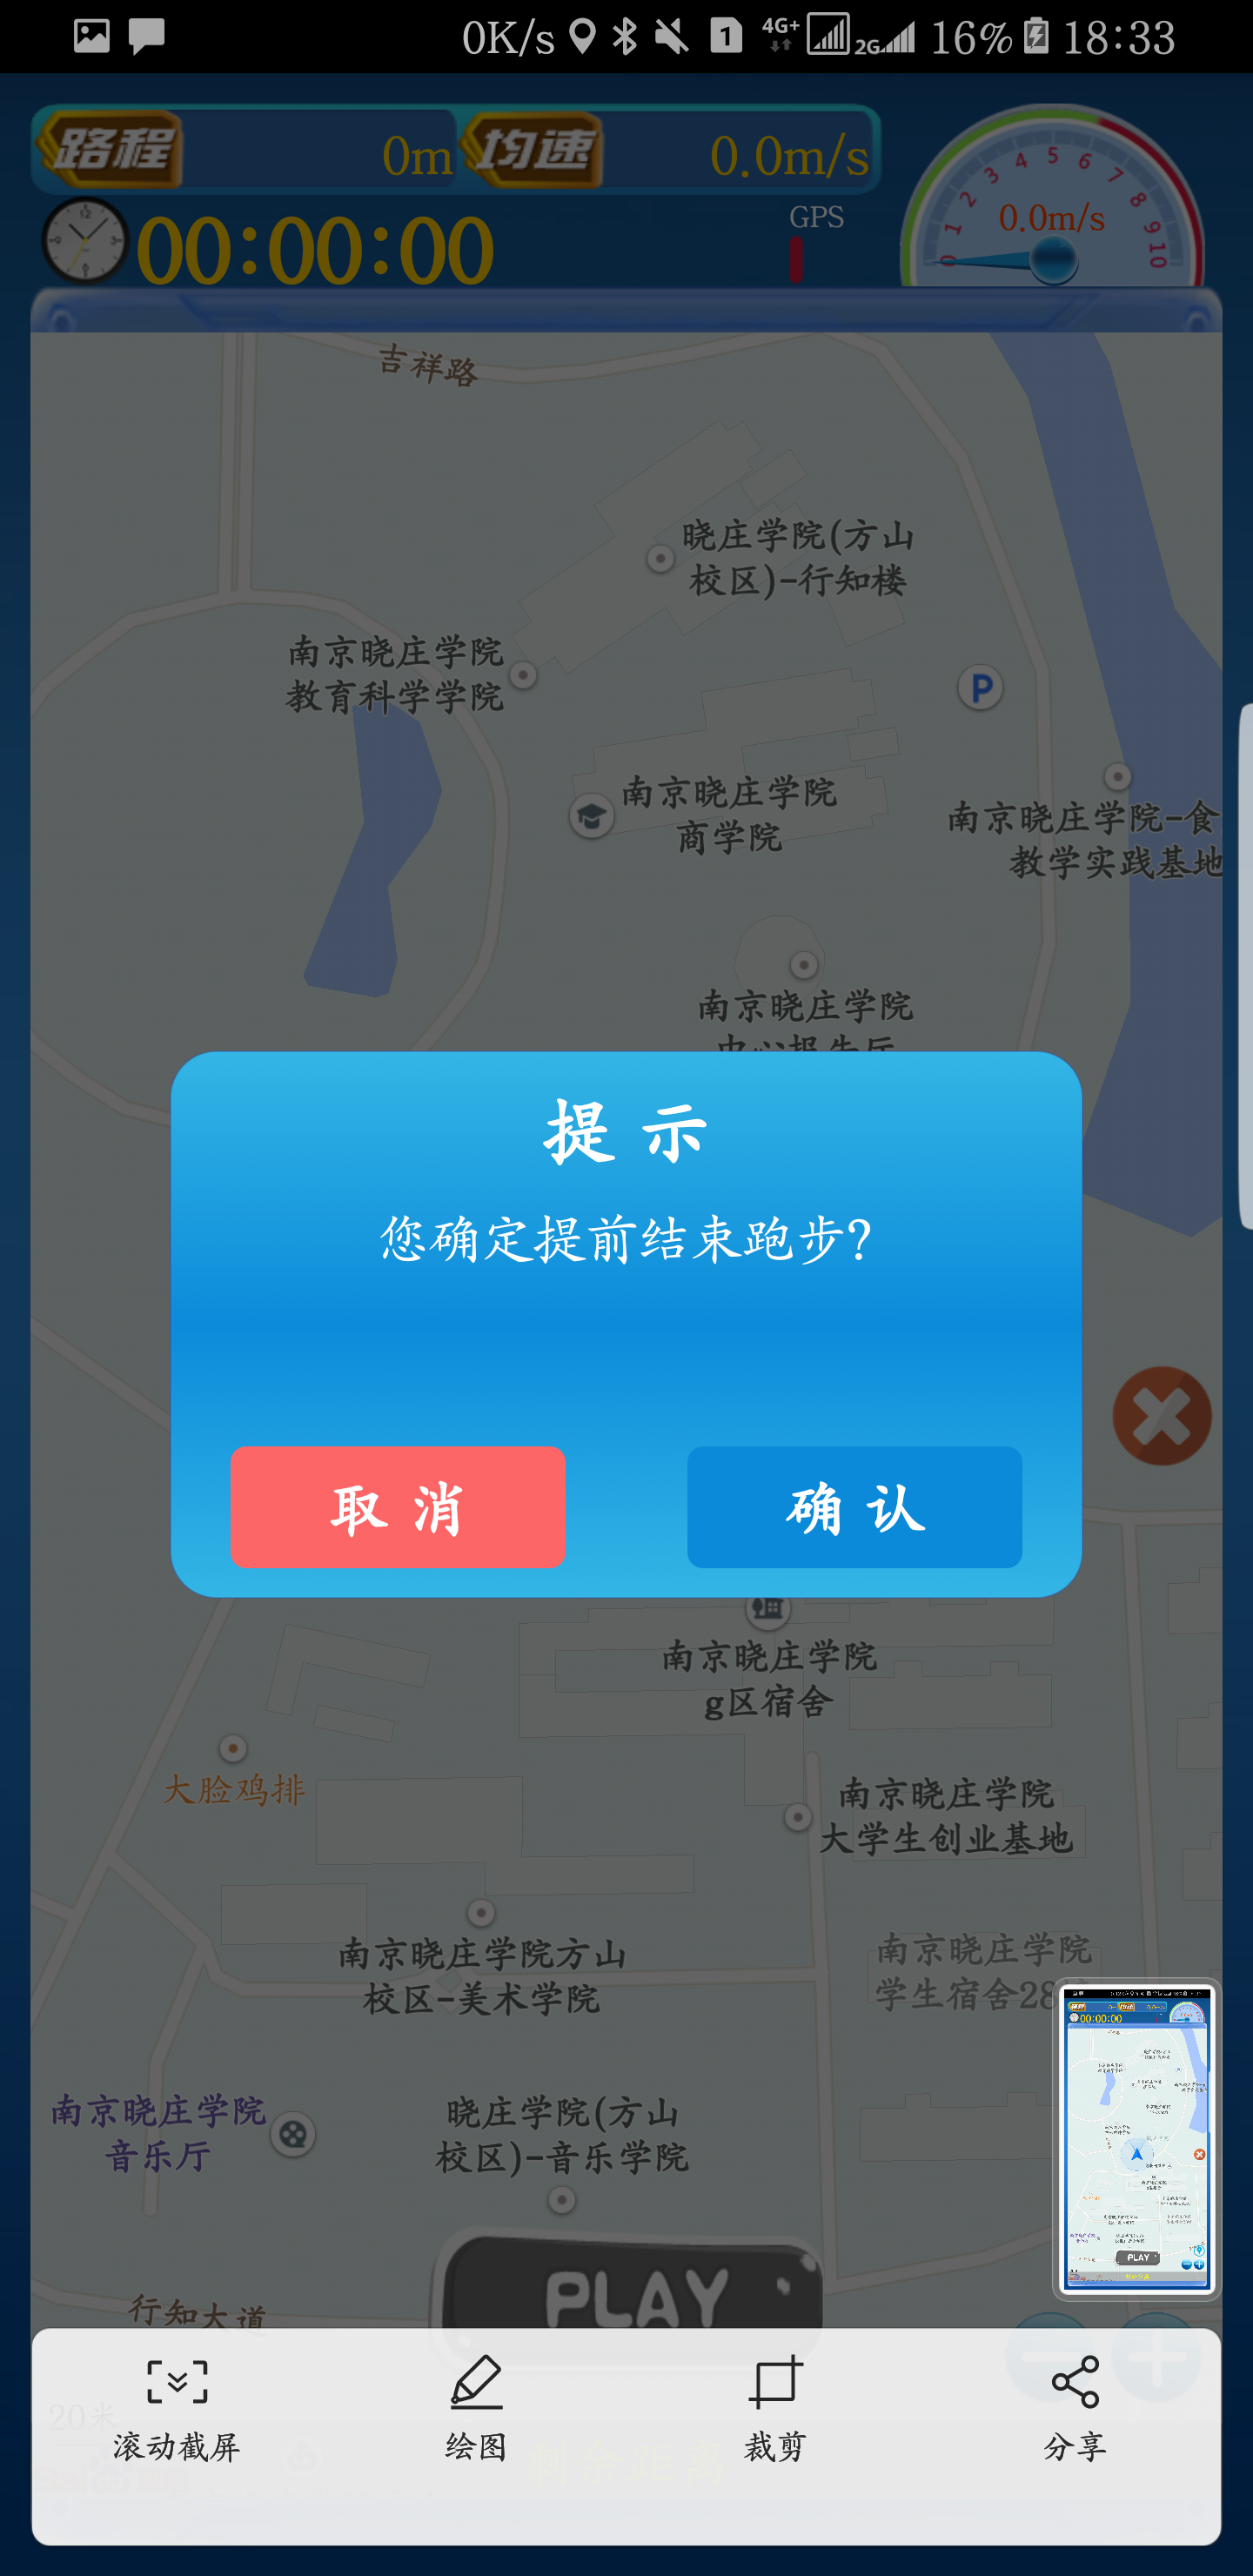 0K/s 1 4G+ 2G 16% 18:33
路程 0m 均速 0.0m/s
00:00:00
GPS
0 1 2 3 4 5 6 7 8 9 10
0.0m/s
吉祥路
晓庄学院(方山
校区)-行知楼
南京晓庄学院
教育科学学院
P
南京晓庄学院
商学院
南京晓庄学院-食
教学实践基地
南京晓庄学院
中心报告厅
提示
您确定提前结束跑步?
取消 确认
南京晓庄学院
g区宿舍
大脸鸡排
南京晓庄学院
大学生创业基地
南京晓庄学院方山
校区-美术学院
南京晓庄学院
学生宿舍28
南京晓庄学院
音乐厅
晓庄学院(方山
校区)-音乐学院
00:00:00
PLAY
PLAY
行知大道
20米
滚动截屏 绘图 裁剪 分享